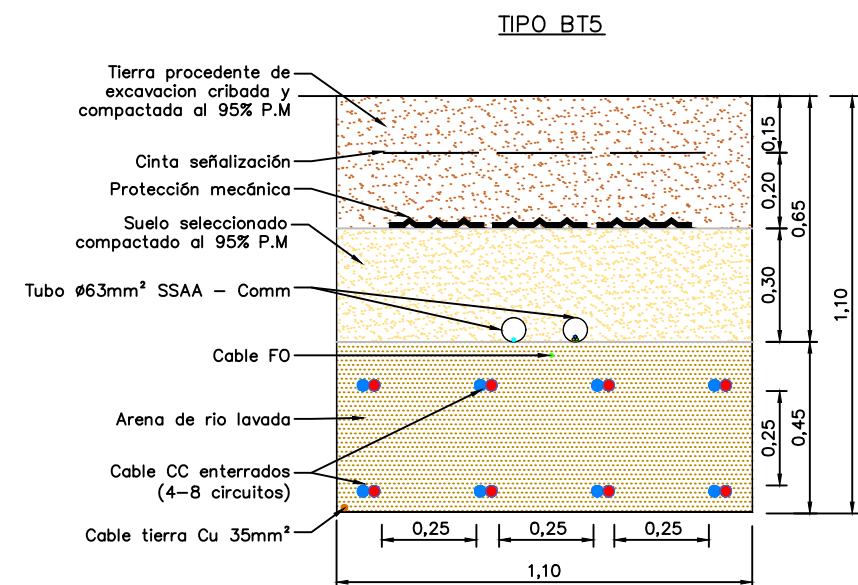 TIPO BT5
Tierra procedente de
excavacion cribada y
compactada al 95% P.M
Cinta señalización
Protección mecánica
Suelo seleccionado
compactado al 95% P.M
Tubo ø63mm² SSAA – Comm
Cable FO
Arena de rio lavada
Cable CC enterrados
(4–8 circuitos)
Cable tierra Cu 35mm²
0,15
0,20
0,30
0,65
0,25
0,45
1,10
0,25
0,25
0,25
1,10